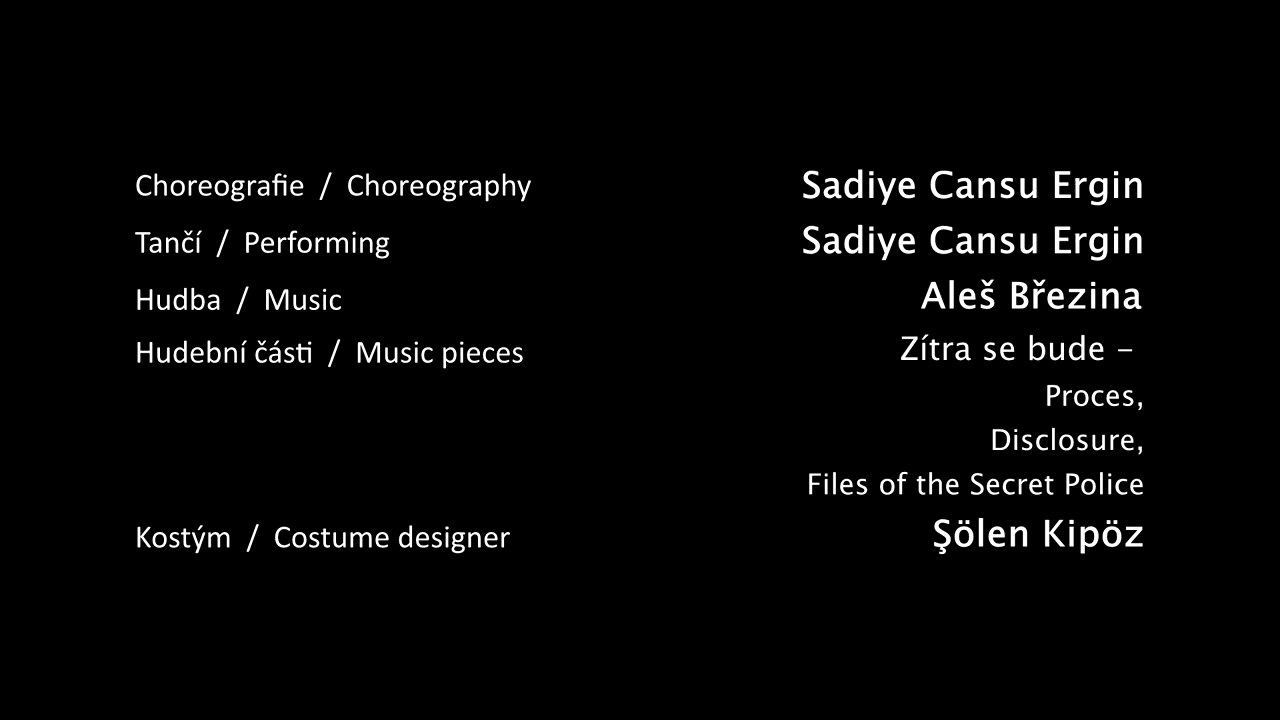 Choreografie / Choreography Sadiye Cansu Ergin
Tančí / Performing Sadiye Cansu Ergin
Hudba / Music Aleš Březina
Hudební části / Music pieces Zítra se bude –
Proces,
Disclosure,
Files of the Secret Police
Kostým / Costume designer Şölen Kipöz